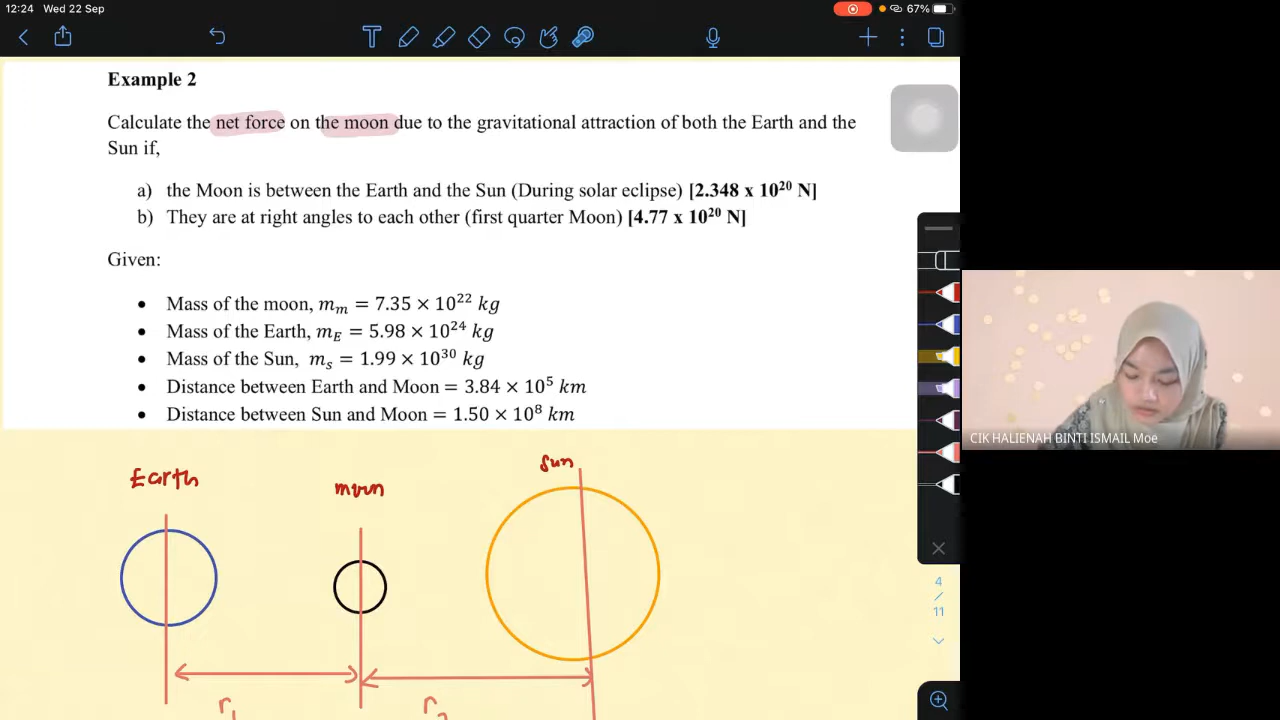 12:24 Wed 22 Sep
67%
Example 2
Calculate the net force on the moon due to the gravitational attraction of both the Earth and the
Sun if,
a) the Moon is between the Earth and the Sun (During solar eclipse) [2.348 x 10²⁰ N]
b) They are at right angles to each other (first quarter Moon) [4.77 x 10²⁰ N]
Given:
• Mass of the moon, mₘ = 7.35 × 10²² kg
• Mass of the Earth, m_E = 5.98 × 10²⁴ kg
• Mass of the Sun, mₛ = 1.99 × 10³⁰ kg
• Distance between Earth and Moon = 3.84 × 10⁵ km
• Distance between Sun and Moon = 1.50 × 10⁸ km
CIK HALIENAH BINTI ISMAIL Moe
Earth
moon
sun
r₁
r₂
4
/
11